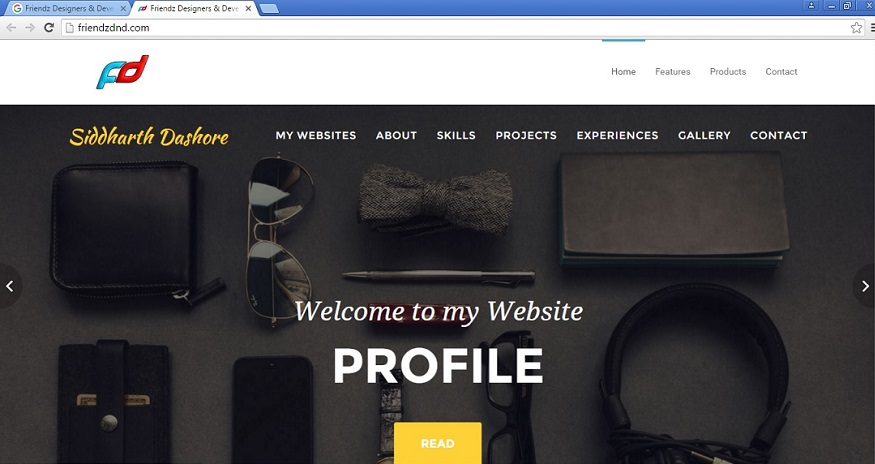 Friendz Designers & Deve
Friendz Designers & Deve
friendzdnd.com
fd
Home Features Products Contact
Siddharth Dashore MY WEBSITES ABOUT SKILLS PROJECTS EXPERIENCES GALLERY CONTACT
Welcome to my Website
PROFILE
READ